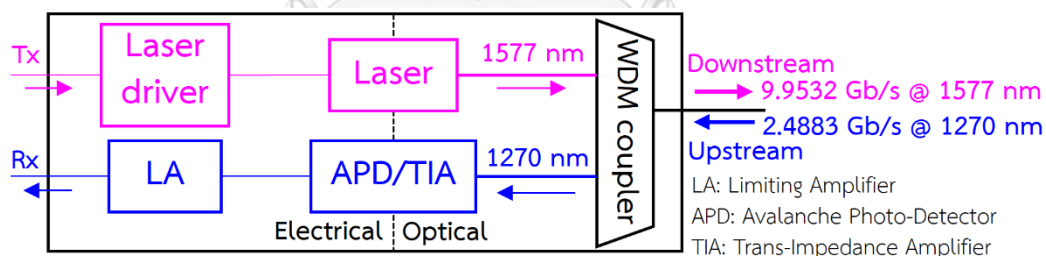 Tx
Laser
driver
Laser
1577 nm
WDM coupler
Downstream
9.9532 Gb/s @ 1577 nm
2.4883 Gb/s @ 1270 nm
Upstream
Rx
LA
APD/TIA
1270 nm
Electrical
Optical
LA: Limiting Amplifier
APD: Avalanche Photo-Detector
TIA: Trans-Impedance Amplifier